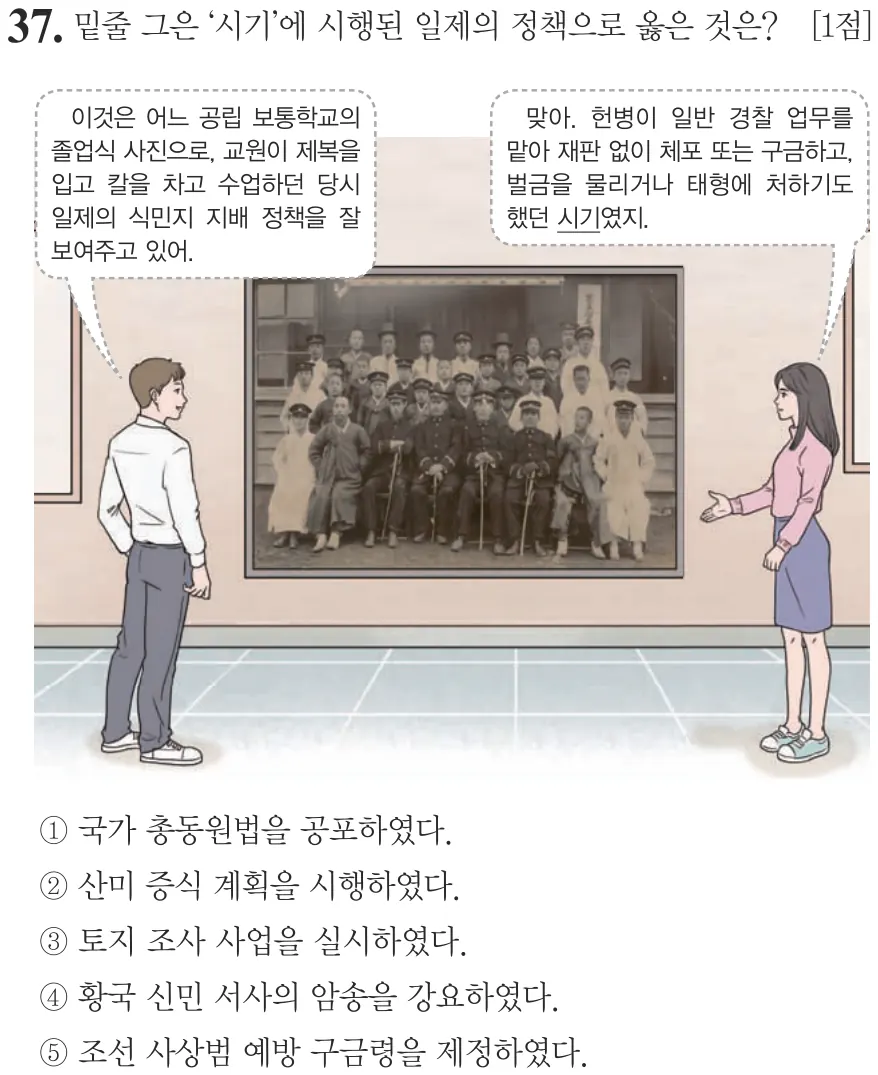 37. 밑줄 그은 ‘시기’에 시행된 일제의 정책으로 옳은 것은? [1점]
이것은 어느 공립 보통학교의
졸업식 사진으로, 교원이 제복을
입고 칼을 차고 수업하던 당시
일제의 식민지 지배 정책을 잘
보여주고 있어.
맞아. 헌병이 일반 경찰 업무를
맡아 재판 없이 체포 또는 구금하고,
벌금을 물리거나 태형에 처하기도
했던 시기였지.
① 국가 총동원법을 공포하였다.
② 산미 증식 계획을 시행하였다.
③ 토지 조사 사업을 실시하였다.
④ 황국 신민 서사의 암송을 강요하였다.
⑤ 조선 사상범 예방 구금령을 제정하였다.